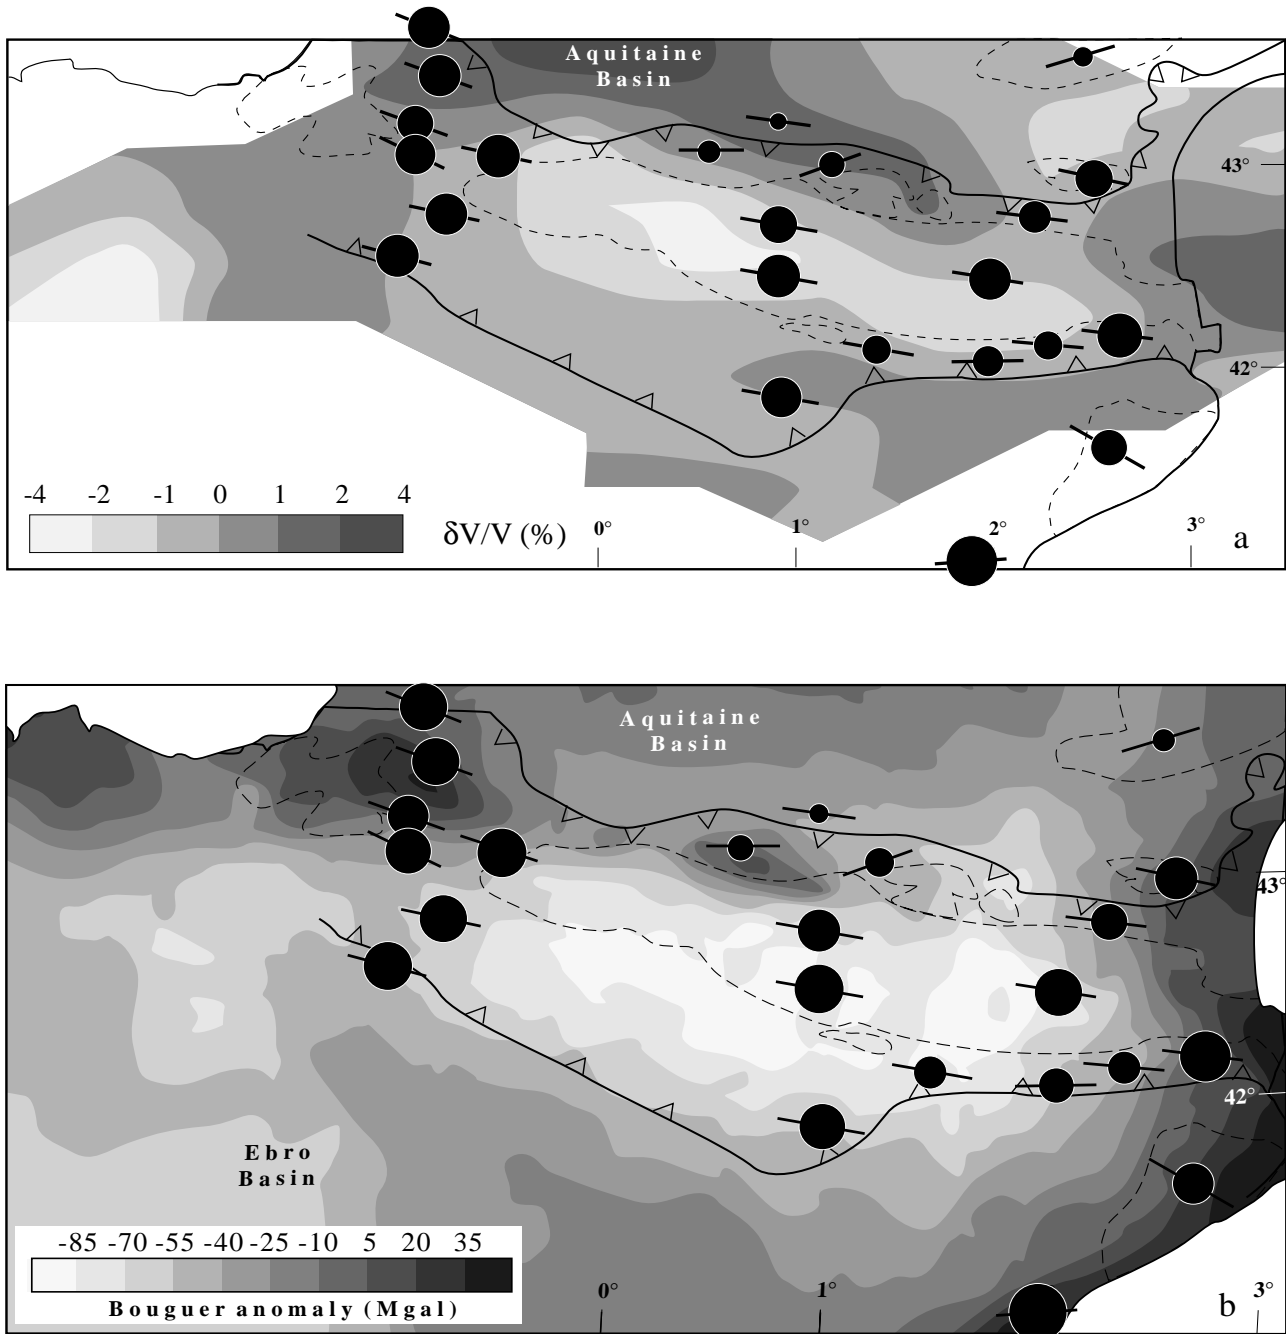 Aquitaine
Basin
43°
42°
-4 -2 -1 0 1 2 4
δV/V (%)
0° 1° 2° 3°
a
Aquitaine
Basin
43°
42°
Ebro
Basin
-85 -70 -55 -40 -25 -10 5 20 35
Bouguer anomaly (Mgal)
0° 1° 3°
b